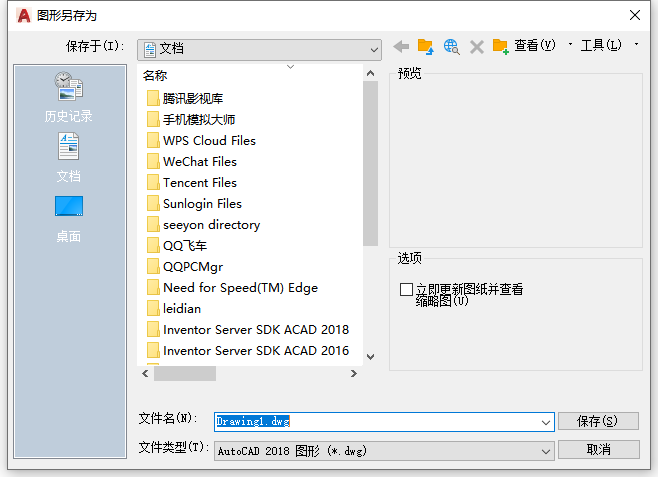 图形另存为
保存于(I):
文档
查看(V)
工具(L)
历史记录
文档
桌面
名称
腾讯影视库
手机模拟大师
WPS Cloud Files
WeChat Files
Tencent Files
Sunlogin Files
seeyon directory
QQ飞车
QQPCMgr
Need for Speed(TM) Edge
leidian
Inventor Server SDK ACAD 2018
Inventor Server SDK ACAD 2016
预览
选项
立即更新图纸并查看
缩略图(U)
文件名(N):
Drawing1.dwg
保存(S)
文件类型(T):
AutoCAD 2018 图形 (*.dwg)
取消